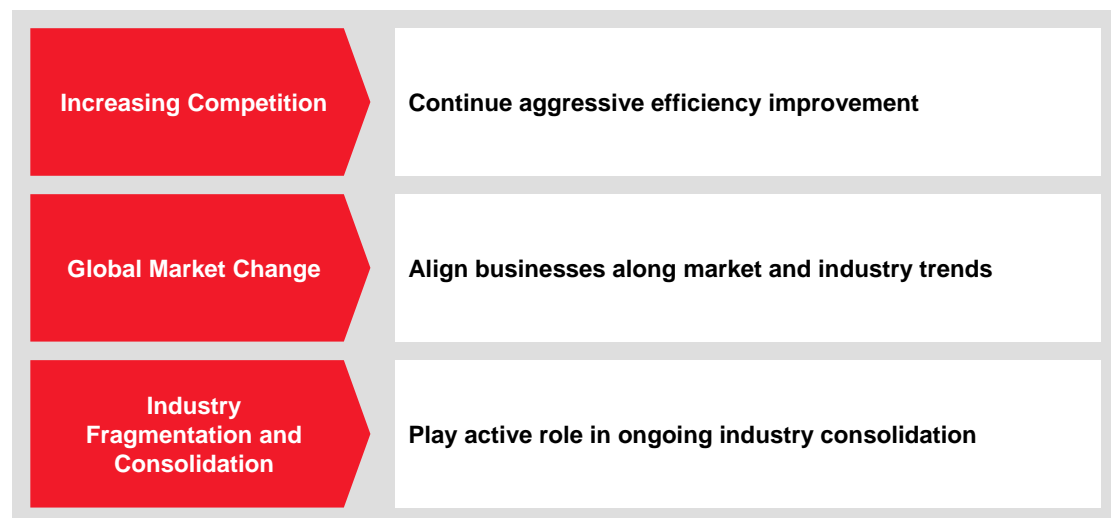 Increasing Competition
Continue aggressive efficiency improvement
Global Market Change
Align businesses along market and industry trends
Industry
Fragmentation and
Consolidation
Play active role in ongoing industry consolidation